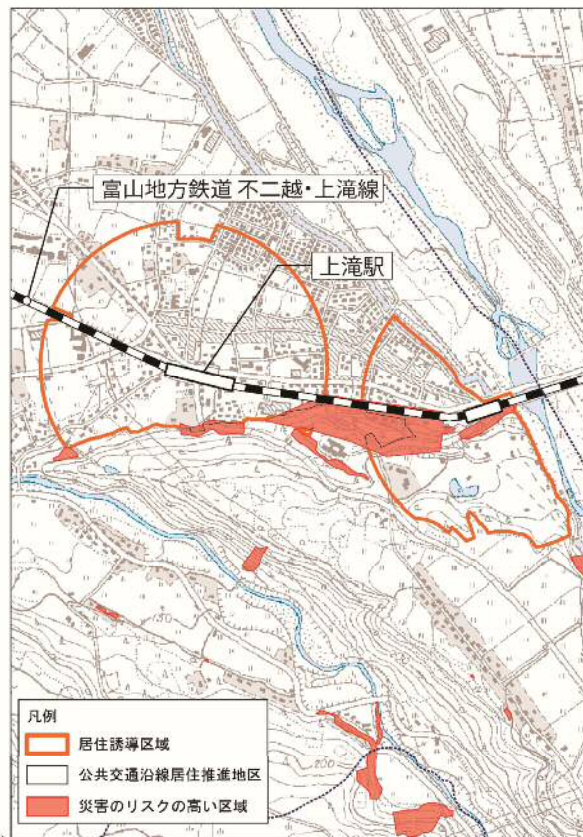 富山地方鉄道 不二越・上滝線
上滝駅
130
200
凡例
居住誘導区域
公共交通沿線居住推進地区
災害のリスクの高い区域